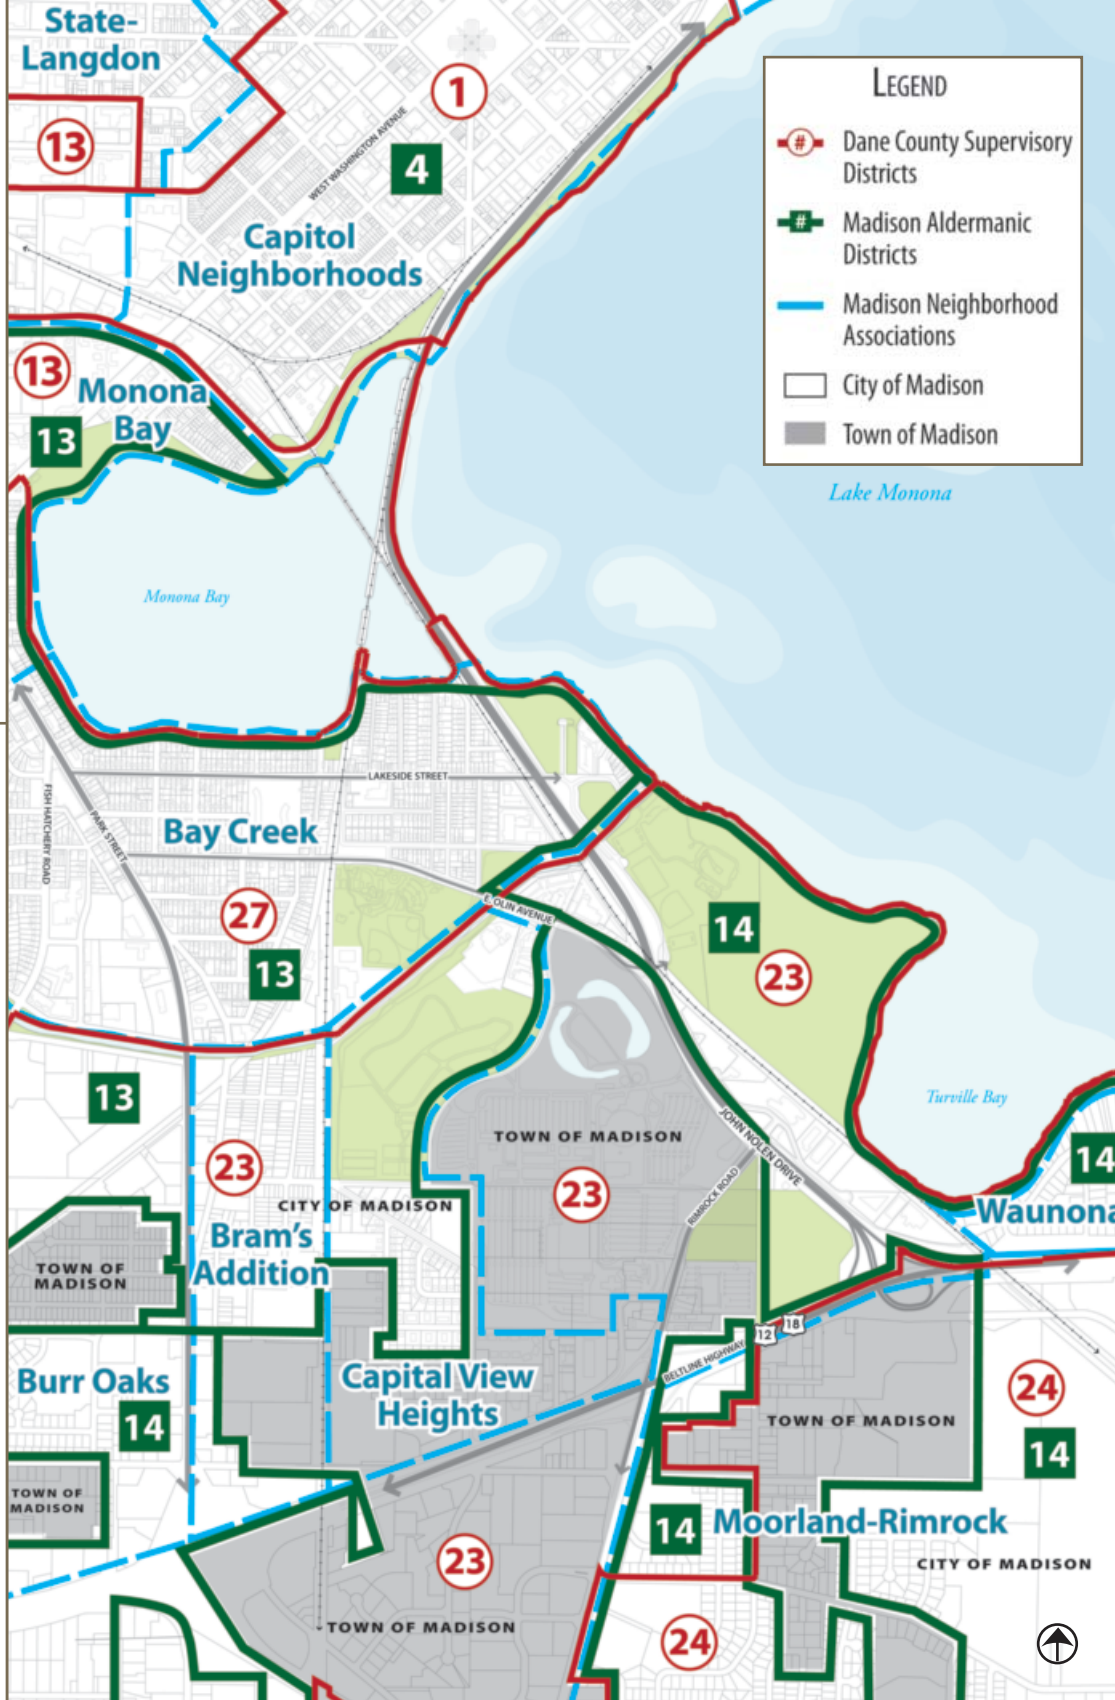 State-
Langdon
1
13
WEST WASHINGTON AVENUE
4
Capitol
Neighborhoods
LEGEND
#
Dane County Supervisory
Districts
#
Madison Aldermanic
Districts
Madison Neighborhood
Associations
City of Madison
Town of Madison
13
Monona
Bay
13
Lake Monona
Monona Bay
LAKESIDE STREET
FISH HATCHERY ROAD
PARK STREET
Bay Creek
27
13
E. OLIN AVENUE
14
23
13
Turville Bay
TOWN OF MADISON
JOHN NOLEN DRIVE
14
23
23
RIMROCK ROAD
CITY OF MADISON
Waunona
Bram's
Addition
TOWN OF
MADISON
12
18
BELTLINE HIGHWAY
Burr Oaks
14
Capital View
Heights
24
TOWN OF MADISON
14
TOWN OF
MADISON
14
Moorland-Rimrock
23
CITY OF MADISON
TOWN OF MADISON
24